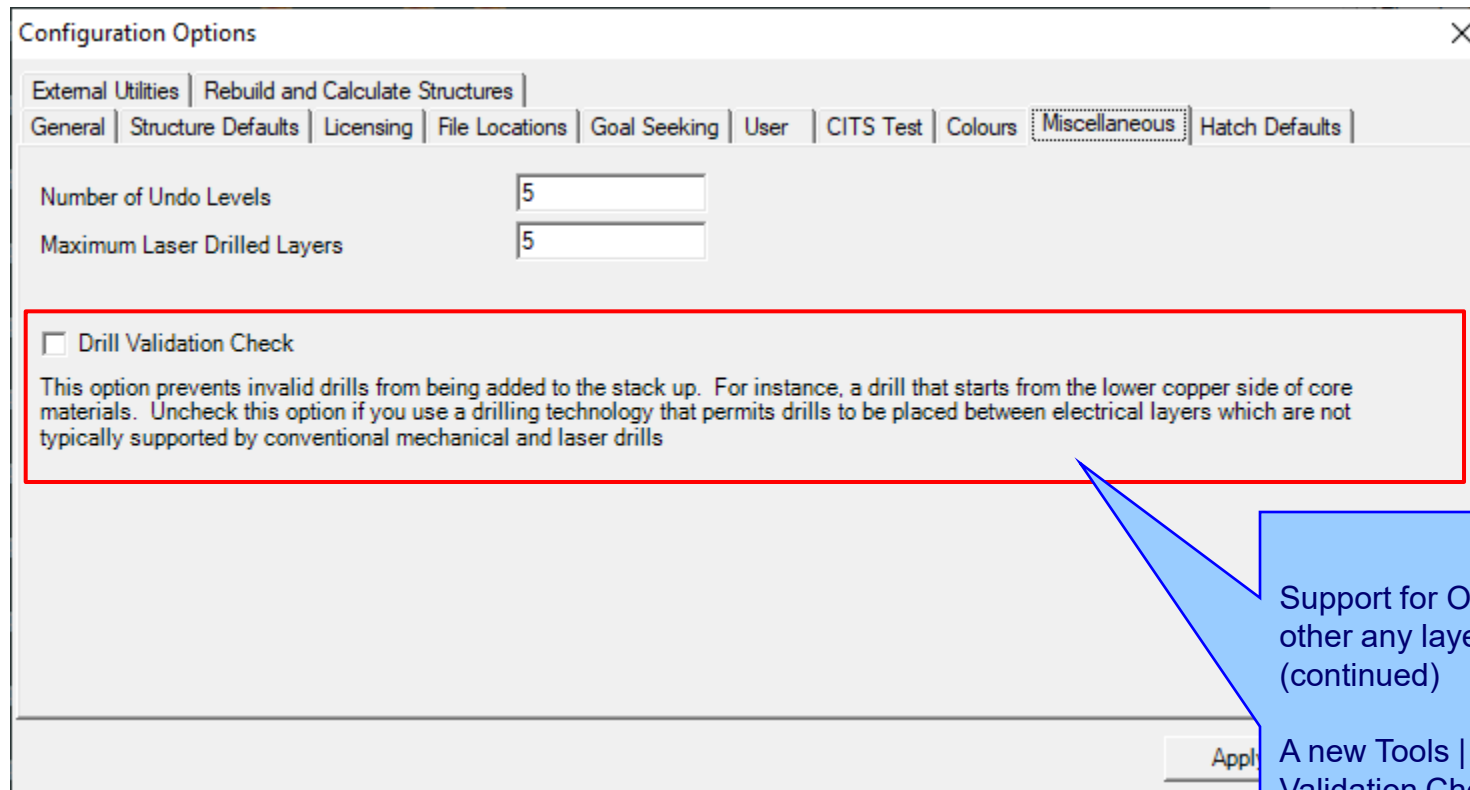 Configuration Options
External Utilities Rebuild and Calculate Structures
General Structure Defaults Licensing File Locations Goal Seeking User CITS Test Colours Miscellaneous Hatch Defaults
Number of Undo Levels 5
Maximum Laser Drilled Layers 5
Drill Validation Check
This option prevents invalid drills from being added to the stack up. For instance, a drill that starts from the lower copper side of core
materials. Uncheck this option if you use a drilling technology that permits drills to be placed between electrical layers which are not
typically supported by conventional mechanical and laser drills
Support for
other any
(continued)
Apply
A new Tools |
Validation